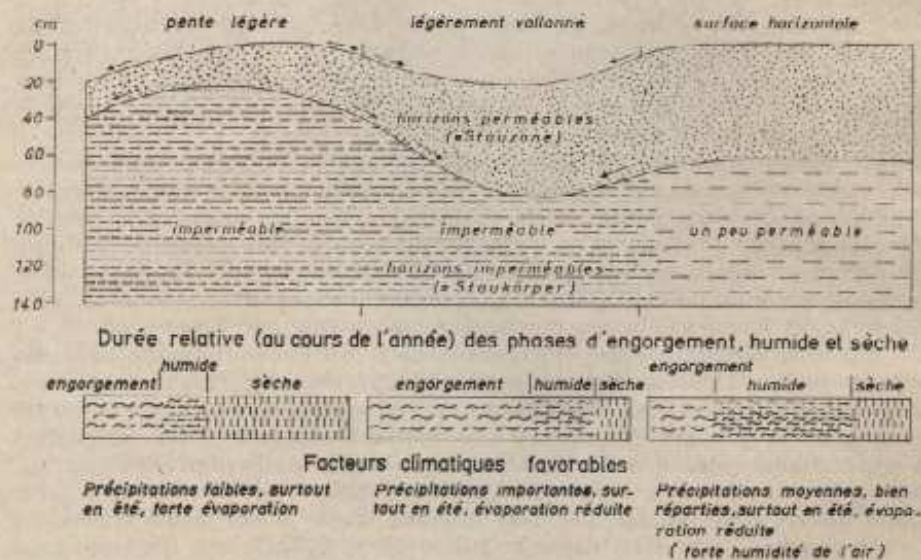 cm
pente légère
légèrement vallonné
surface horizontale
0
20
40
60
80
100
120
140
horizons perméables
(=Stauzone)
imperméable
imperméable
un peu perméable
horizons imperméables
(=Staukörper)
Durée relative (au cours de l'année) des phases d'engorgement, humide et sèche
engorgement
humide
sèche
engorgement
humide
sèche
engorgement
humide
sèche
Facteurs climatiques favorables
Précipitations faibles, surtout
en été, forte évaporation
Précipitations importantes, sur-
tout en été, évaporation réduite
Précipitations moyennes, bien
réparties, surtout en été, évapo-
ration réduite
(forte humidité de l'air)